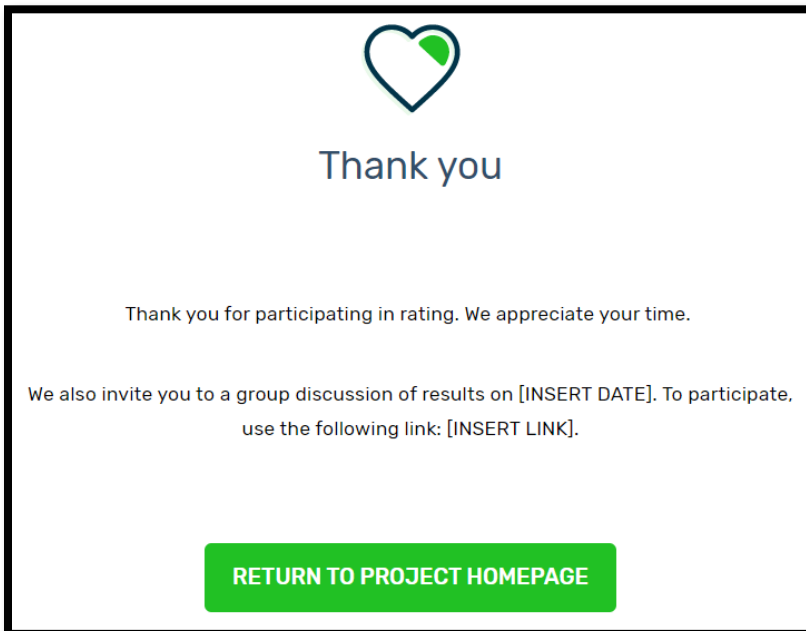 Thank you
Thank you for participating in rating. We appreciate your time.
We also invite you to a group discussion of results on [INSERT DATE]. To participate,
use the following link: [INSERT LINK].
RETURN TO PROJECT HOMEPAGE